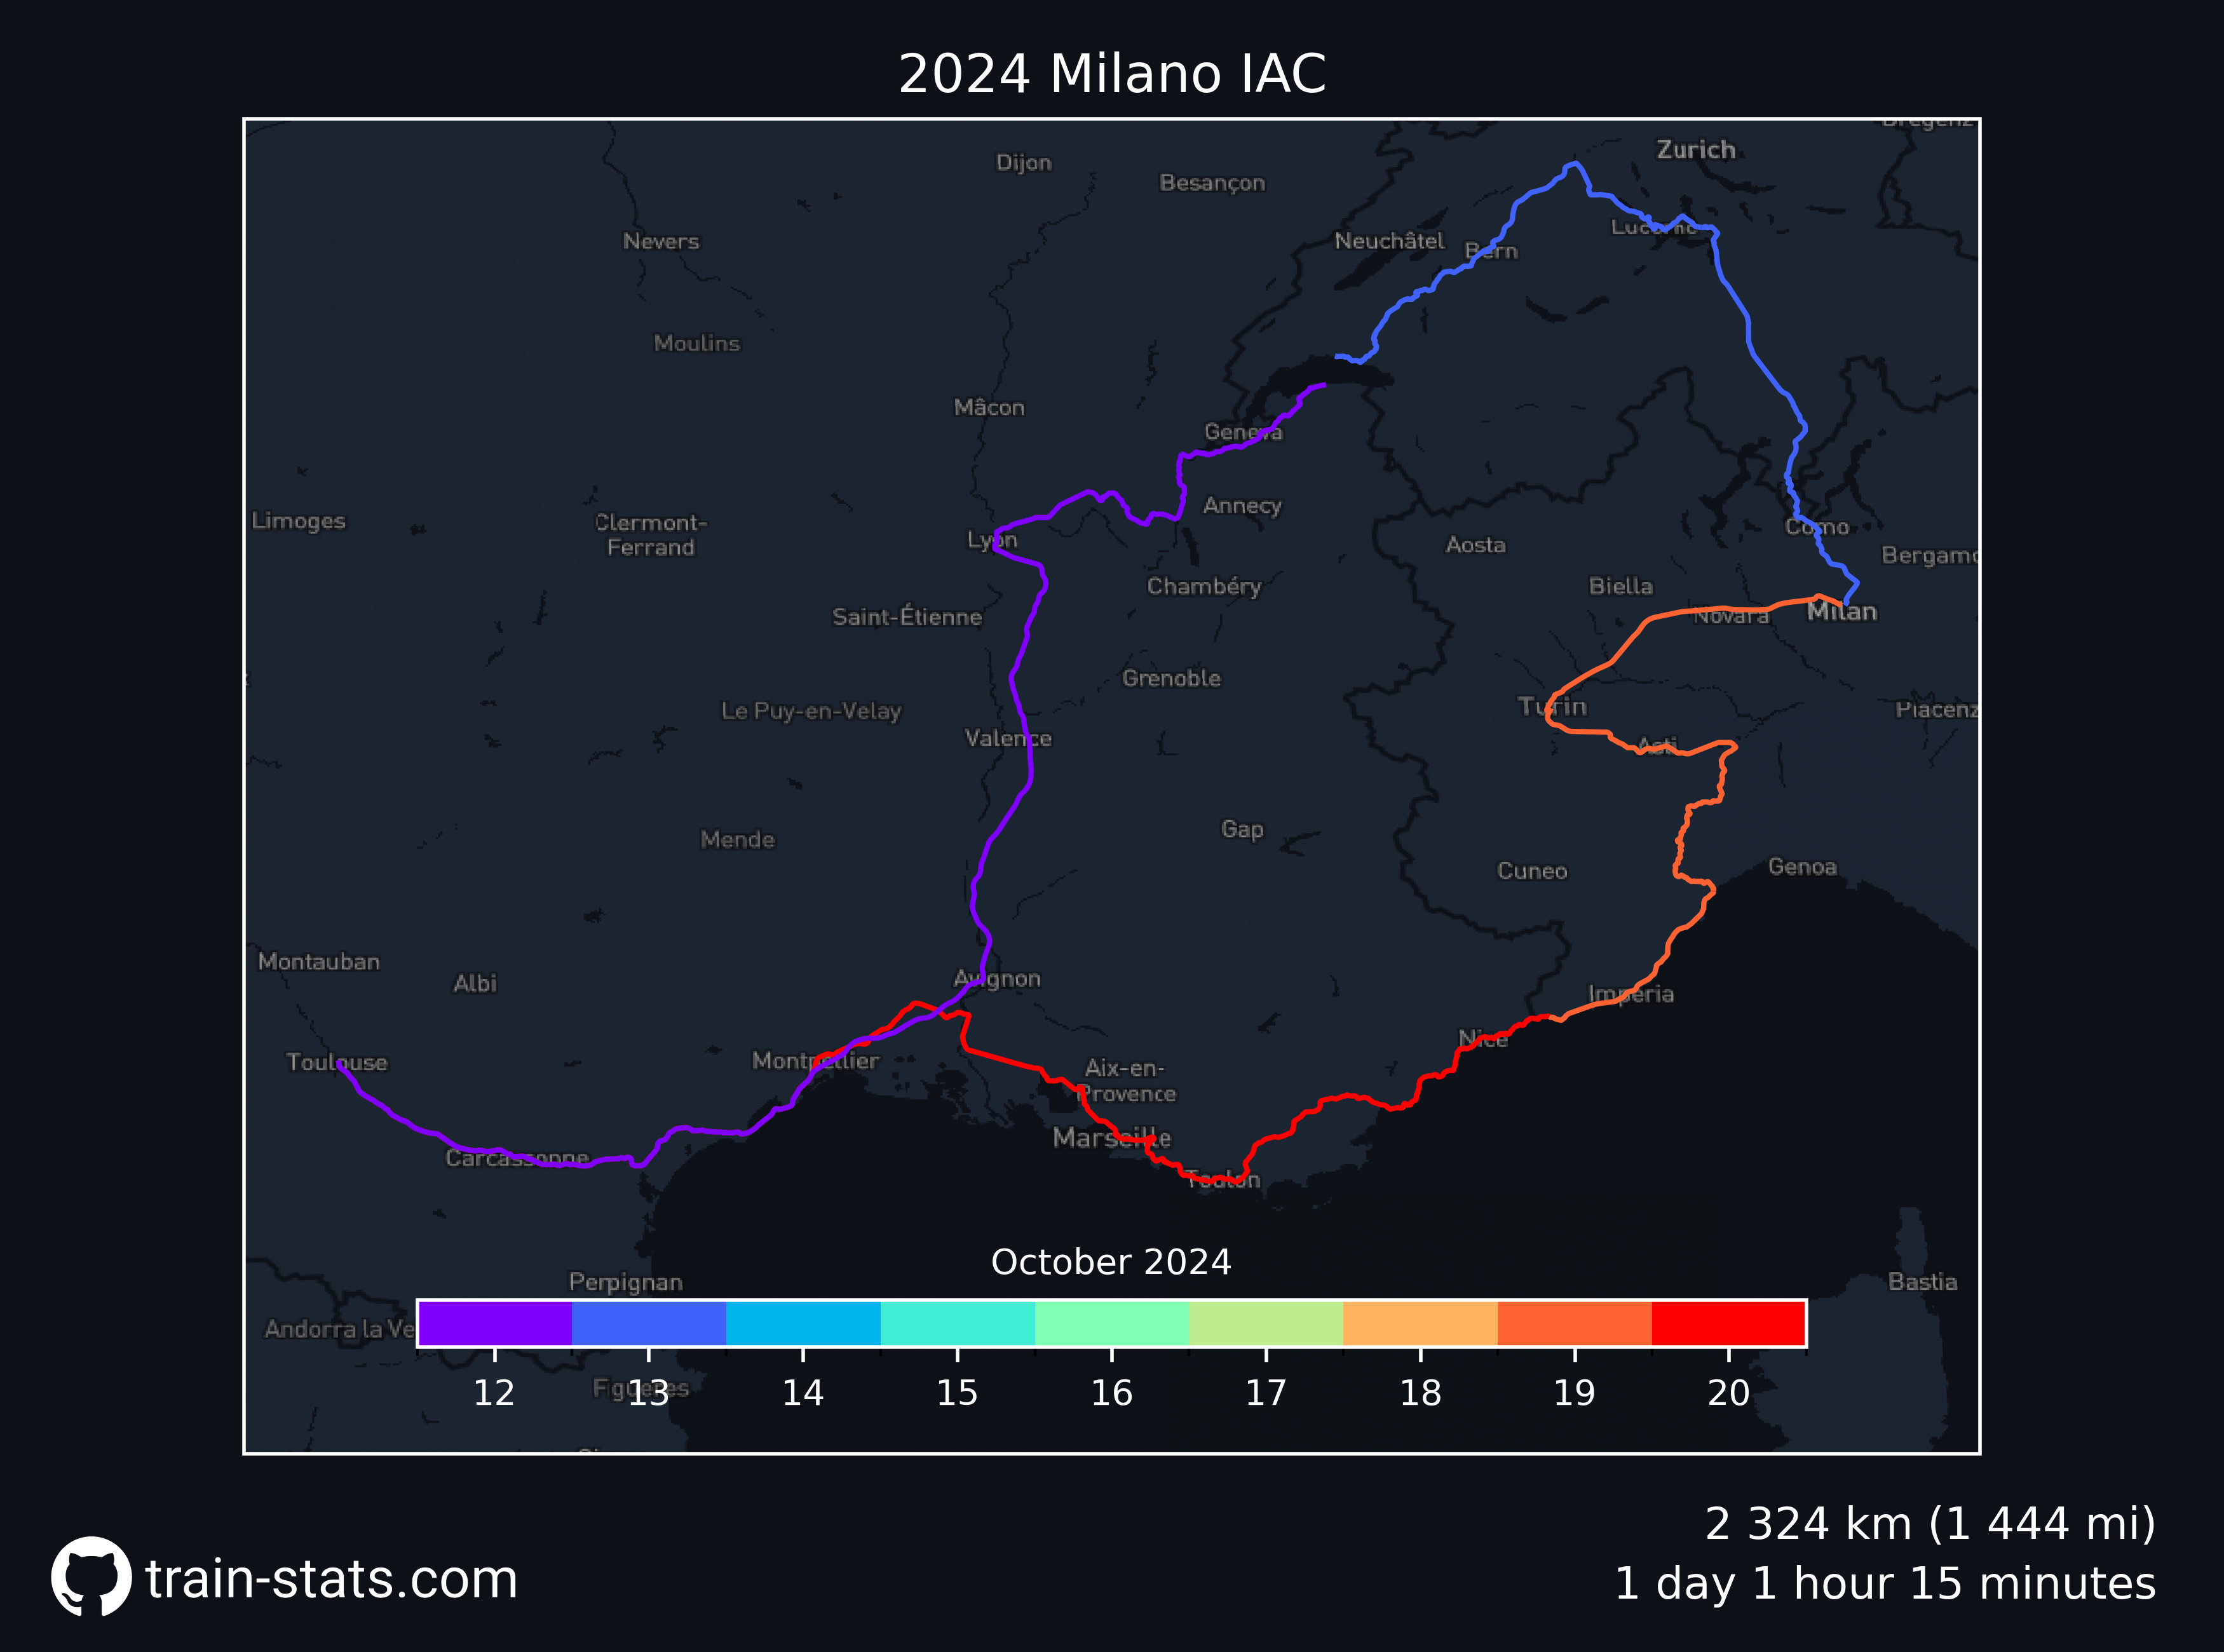 2024 Milano IAC
Bregenz
Zurich
Dijon
Besançon
Nevers
Neuchâtel
Bern
Lucerne
Moulins
Mâcon
Geneva
Annecy
Limoges
Clermont-
Ferrand
Lyon
Aosta
Como
Bergamo
Chambéry
Biella
Saint-Étienne
Novara
Milan
Grenoble
Le Puy-en-Velay
Turin
Piacenz
Valence
Asti
Mende
Gap
Cuneo
Genoa
Montauban
Albi
Avignon
Imperia
Nice
Toulouse
Montpellier
Aix-en-
Provence
Carcassonne
Marseille
Toulon
October 2024
Perpignan
Bastia
Andorra la Ve
Figueres
12 13 14 15 16 17 18 19 20
2 324 km (1 444 mi)
1 day 1 hour 15 minutes
train-stats.com